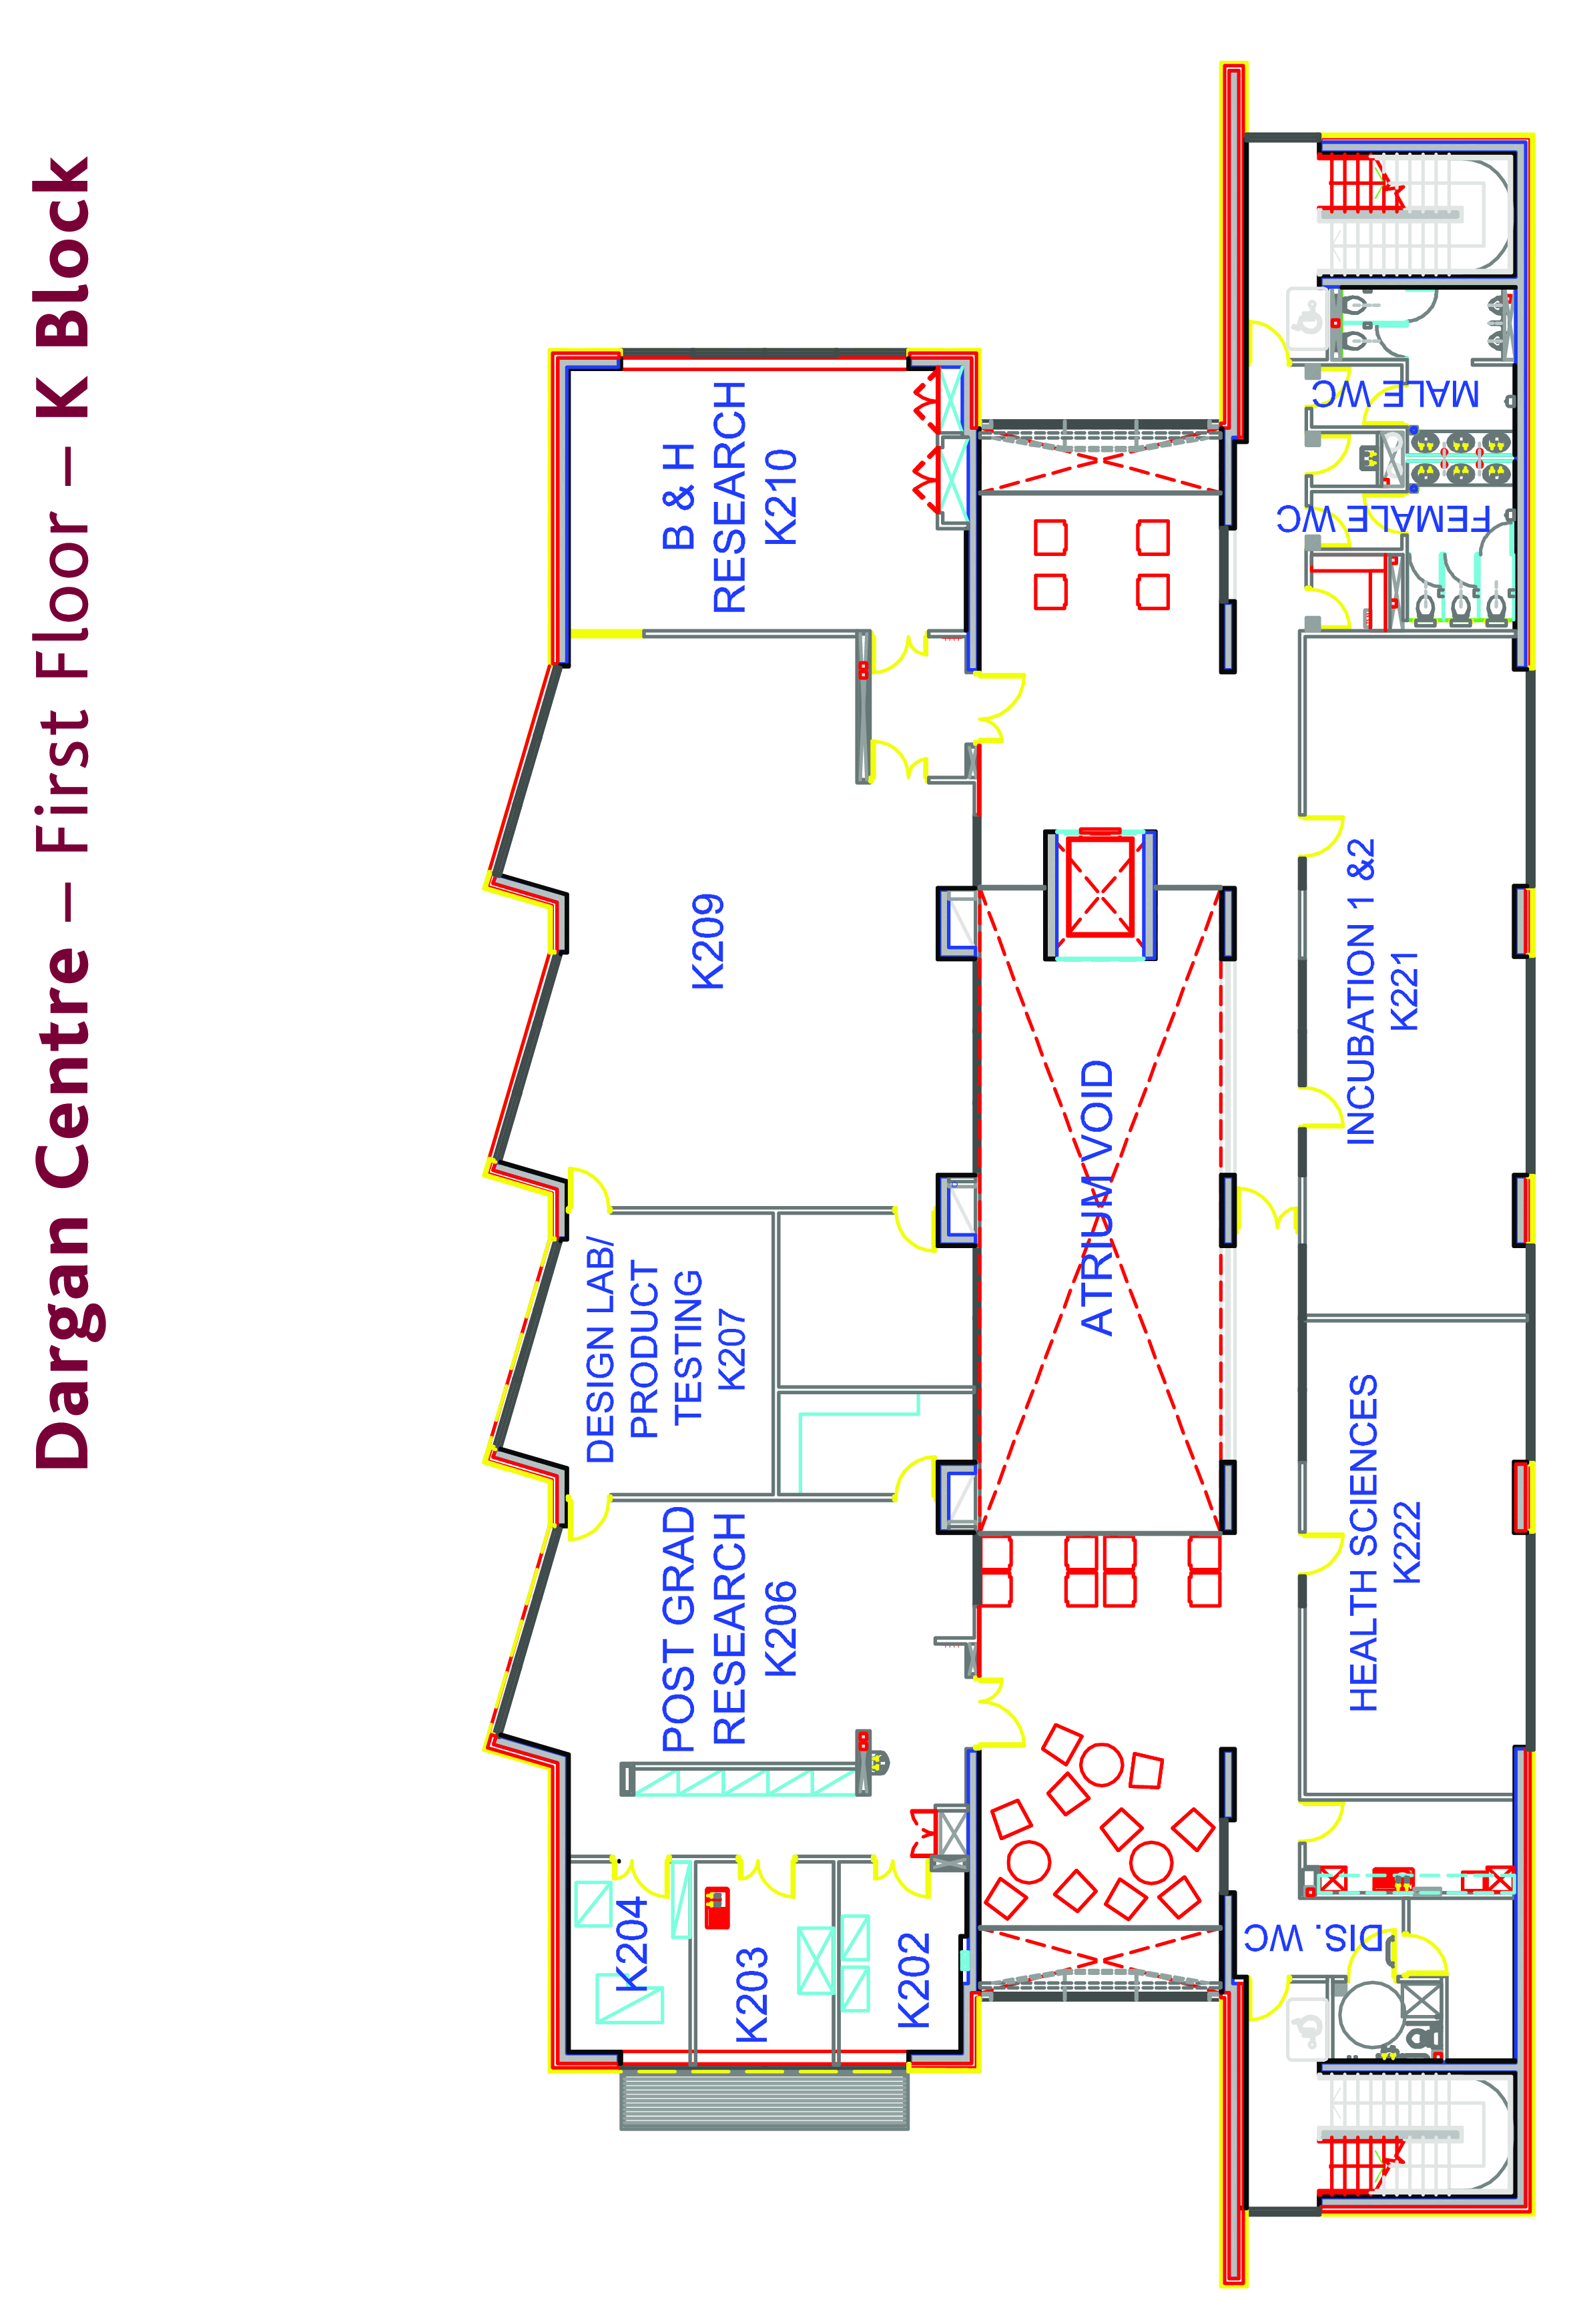 Dargan Centre – First Floor – K Block
B & H
RESEARCH
K210
K209
DESIGN LAB/
PRODUCT
TESTING
K207
POST GRAD
RESEARCH
K206
K204
K203
K202
ATRIUM VOID
MALE WC
FEMALE WC
INCUBATION 1 &2
K221
HEALTH SCIENCES
K222
DIS. WC